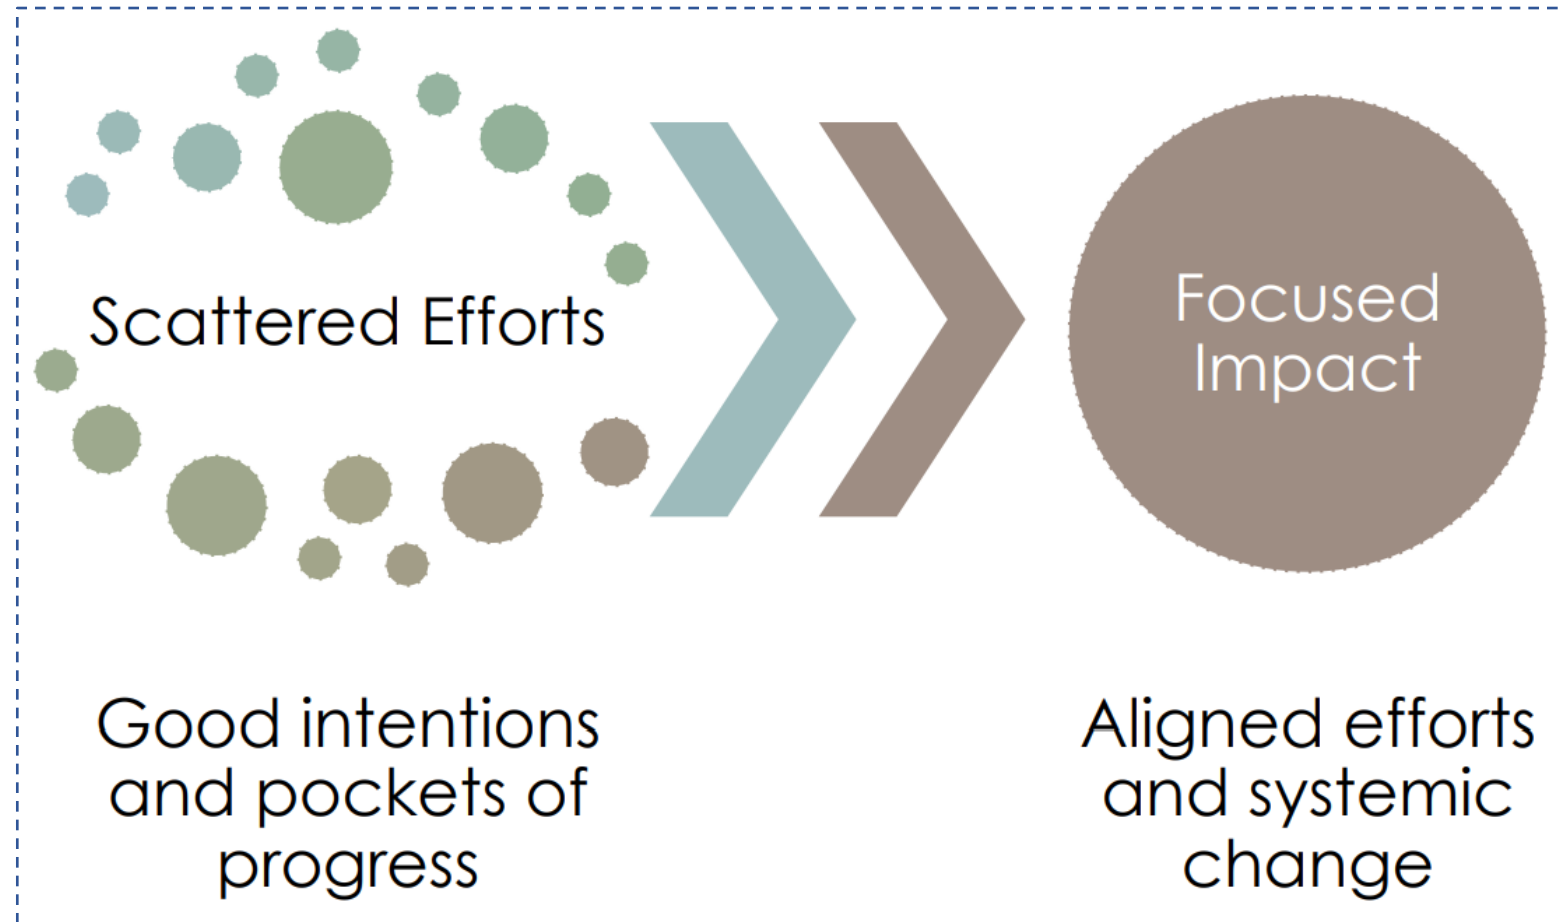 Scattered Efforts
Focused
Impact
Good intentions
and pockets of
progress
Aligned efforts
and systemic
change